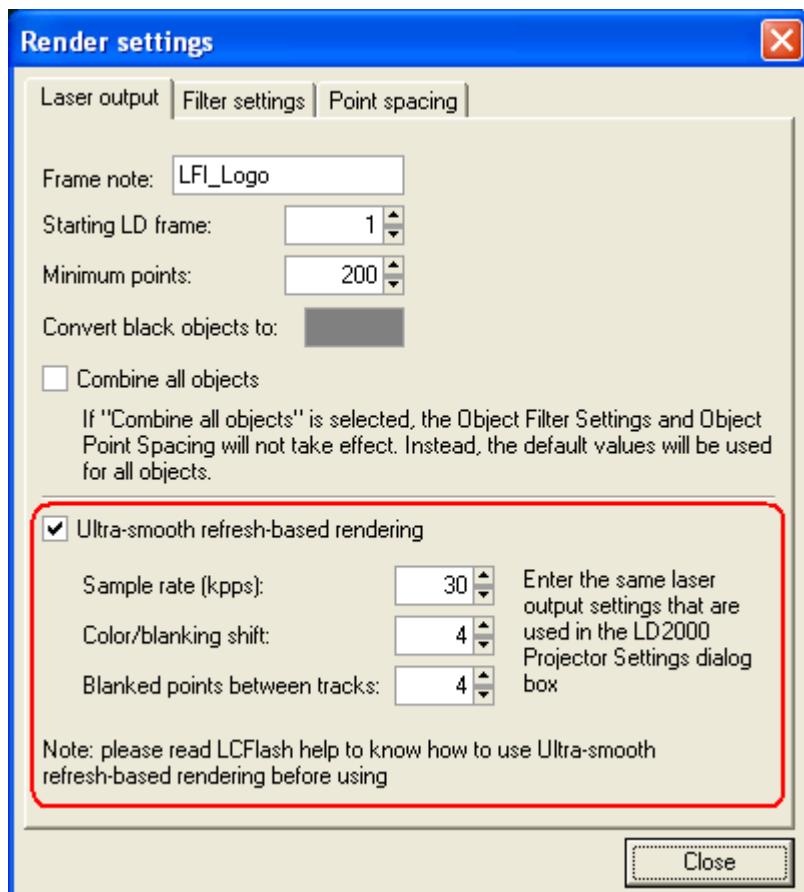 Render settings
Laser output
Filter settings
Point spacing
Frame note: LFI_Logo
Starting LD frame: 1
Minimum points: 200
Convert black objects to:
Combine all objects
If "Combine all objects" is selected, the Object Filter Settings and Object
Point Spacing will not take effect. Instead, the default values will be used
for all objects.
Ultra-smooth refresh-based rendering
Sample rate (kpps): 30
Color/blanking shift: 4
Blanked points between tracks: 4
Enter the same laser
output settings that are
used in the LD2000
Projector Settings dialog
box
Note: please read LCFlash help to know how to use Ultra-smooth
refresh-based rendering before using
Close